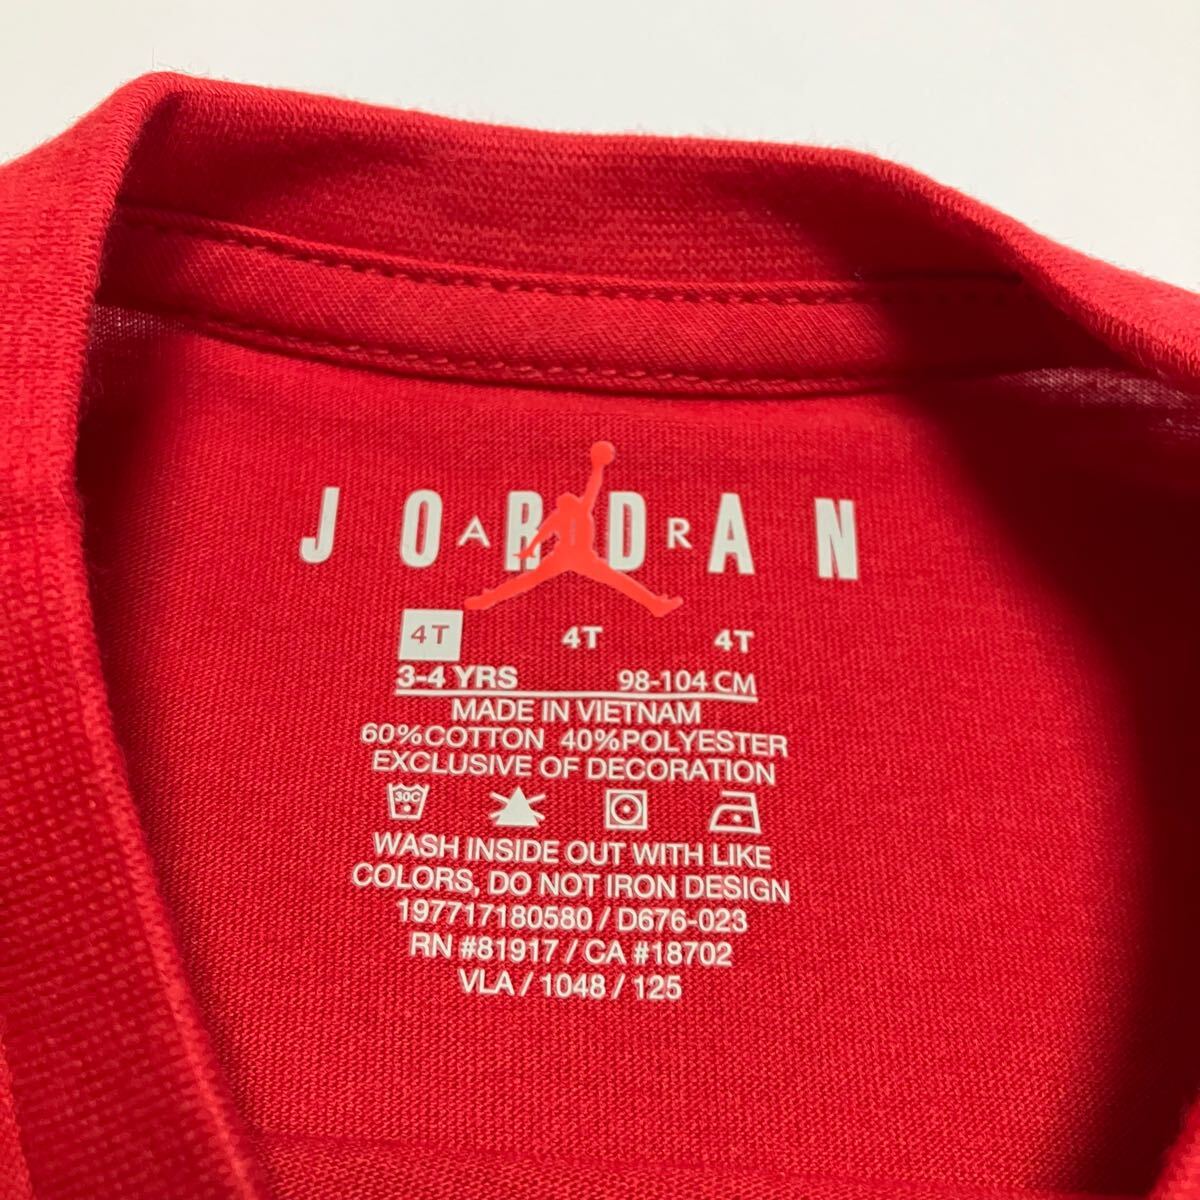 JORDAN
AIR
4T 4T 4T
3-4 YRS 98-104 CM
MADE IN VIETNAM
60%COTTON 40%POLYESTER
EXCLUSIVE OF DECORATION
30C
WASH INSIDE OUT WITH LIKE
COLORS, DO NOT IRON DESIGN
197717180580 / D676-023
RN #81917 / CA #18702
VLA / 1048 / 125